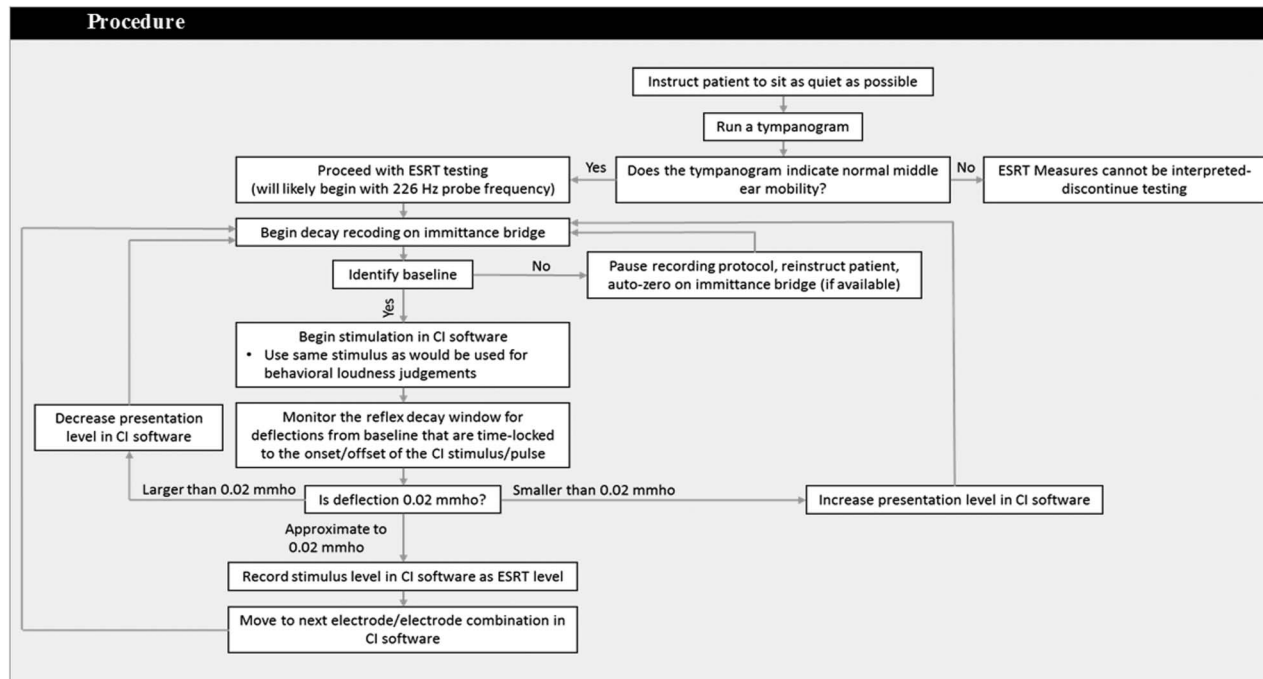 Procedure
Instruct patient to sit as quiet as possible
Run a tympanogram
Does the tympanogram indicate normal middle
ear mobility?
Yes
No
Proceed with ESRT testing
(will likely begin with 226 Hz probe frequency)
ESRT Measures cannot be interpreted-
discontinue testing
Begin decay recoding on immittance bridge
Identify baseline
No
Pause recording protocol, reinstruct patient,
auto-zero on immittance bridge (if available)
Yes
Begin stimulation in CI software
• Use same stimulus as would be used for
behavioral loudness judgements
Decrease presentation
level in CI software
Monitor the reflex decay window for
deflections from baseline that are time-locked
to the onset/offset of the CI stimulus/pulse
Larger than 0.02 mmho
Is deflection 0.02 mmho?
Smaller than 0.02 mmho
Increase presentation level in CI software
Approximate to
0.02 mmho
Record stimulus level in CI software as ESRT level
Move to next electrode/electrode combination in
CI software